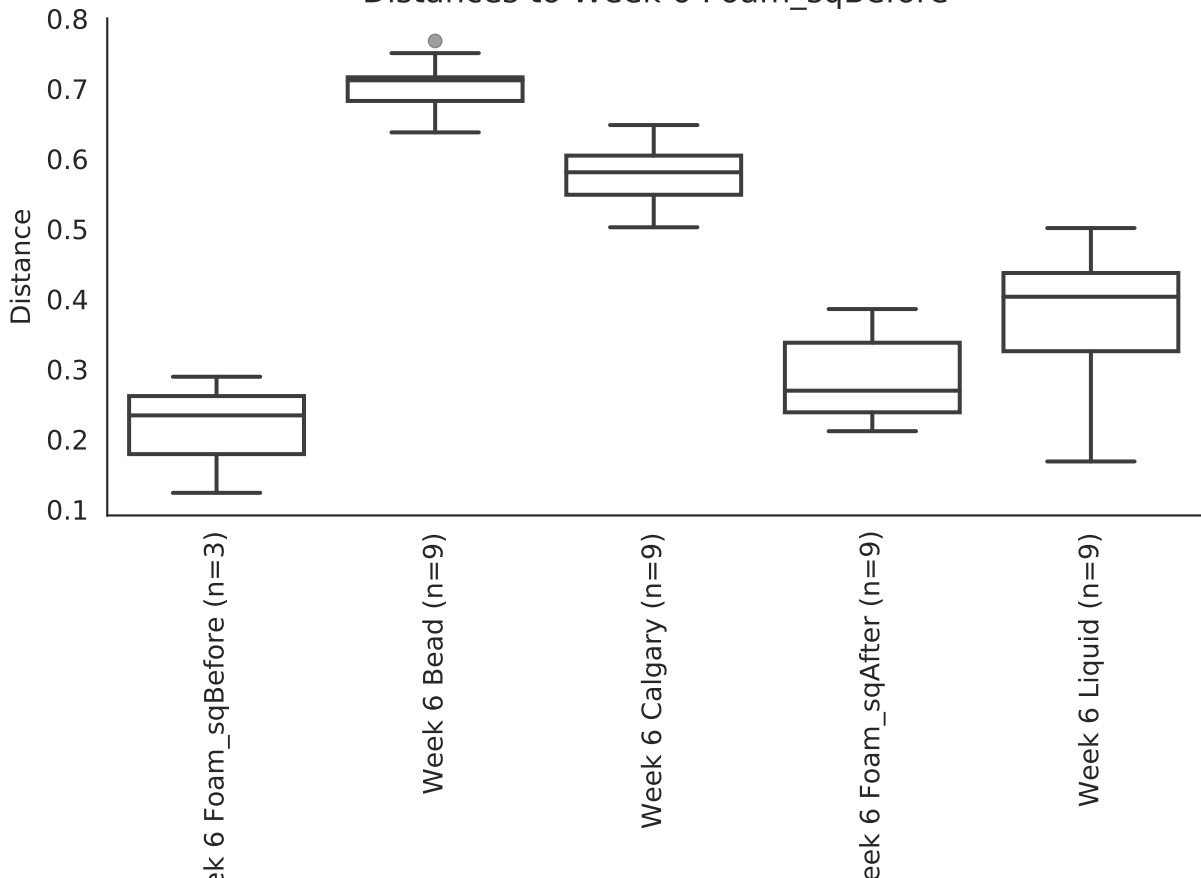 Distances to Week 6 Foam_sqBefore
0.8
0.7
0.6
0.5
0.4
0.3
0.2
0.1
Distance
ek 6 Foam_sqBefore (n=3)
Week 6 Bead (n=9)
Week 6 Calgary (n=9)
eek 6 Foam_sqAfter (n=9)
Week 6 Liquid (n=9)